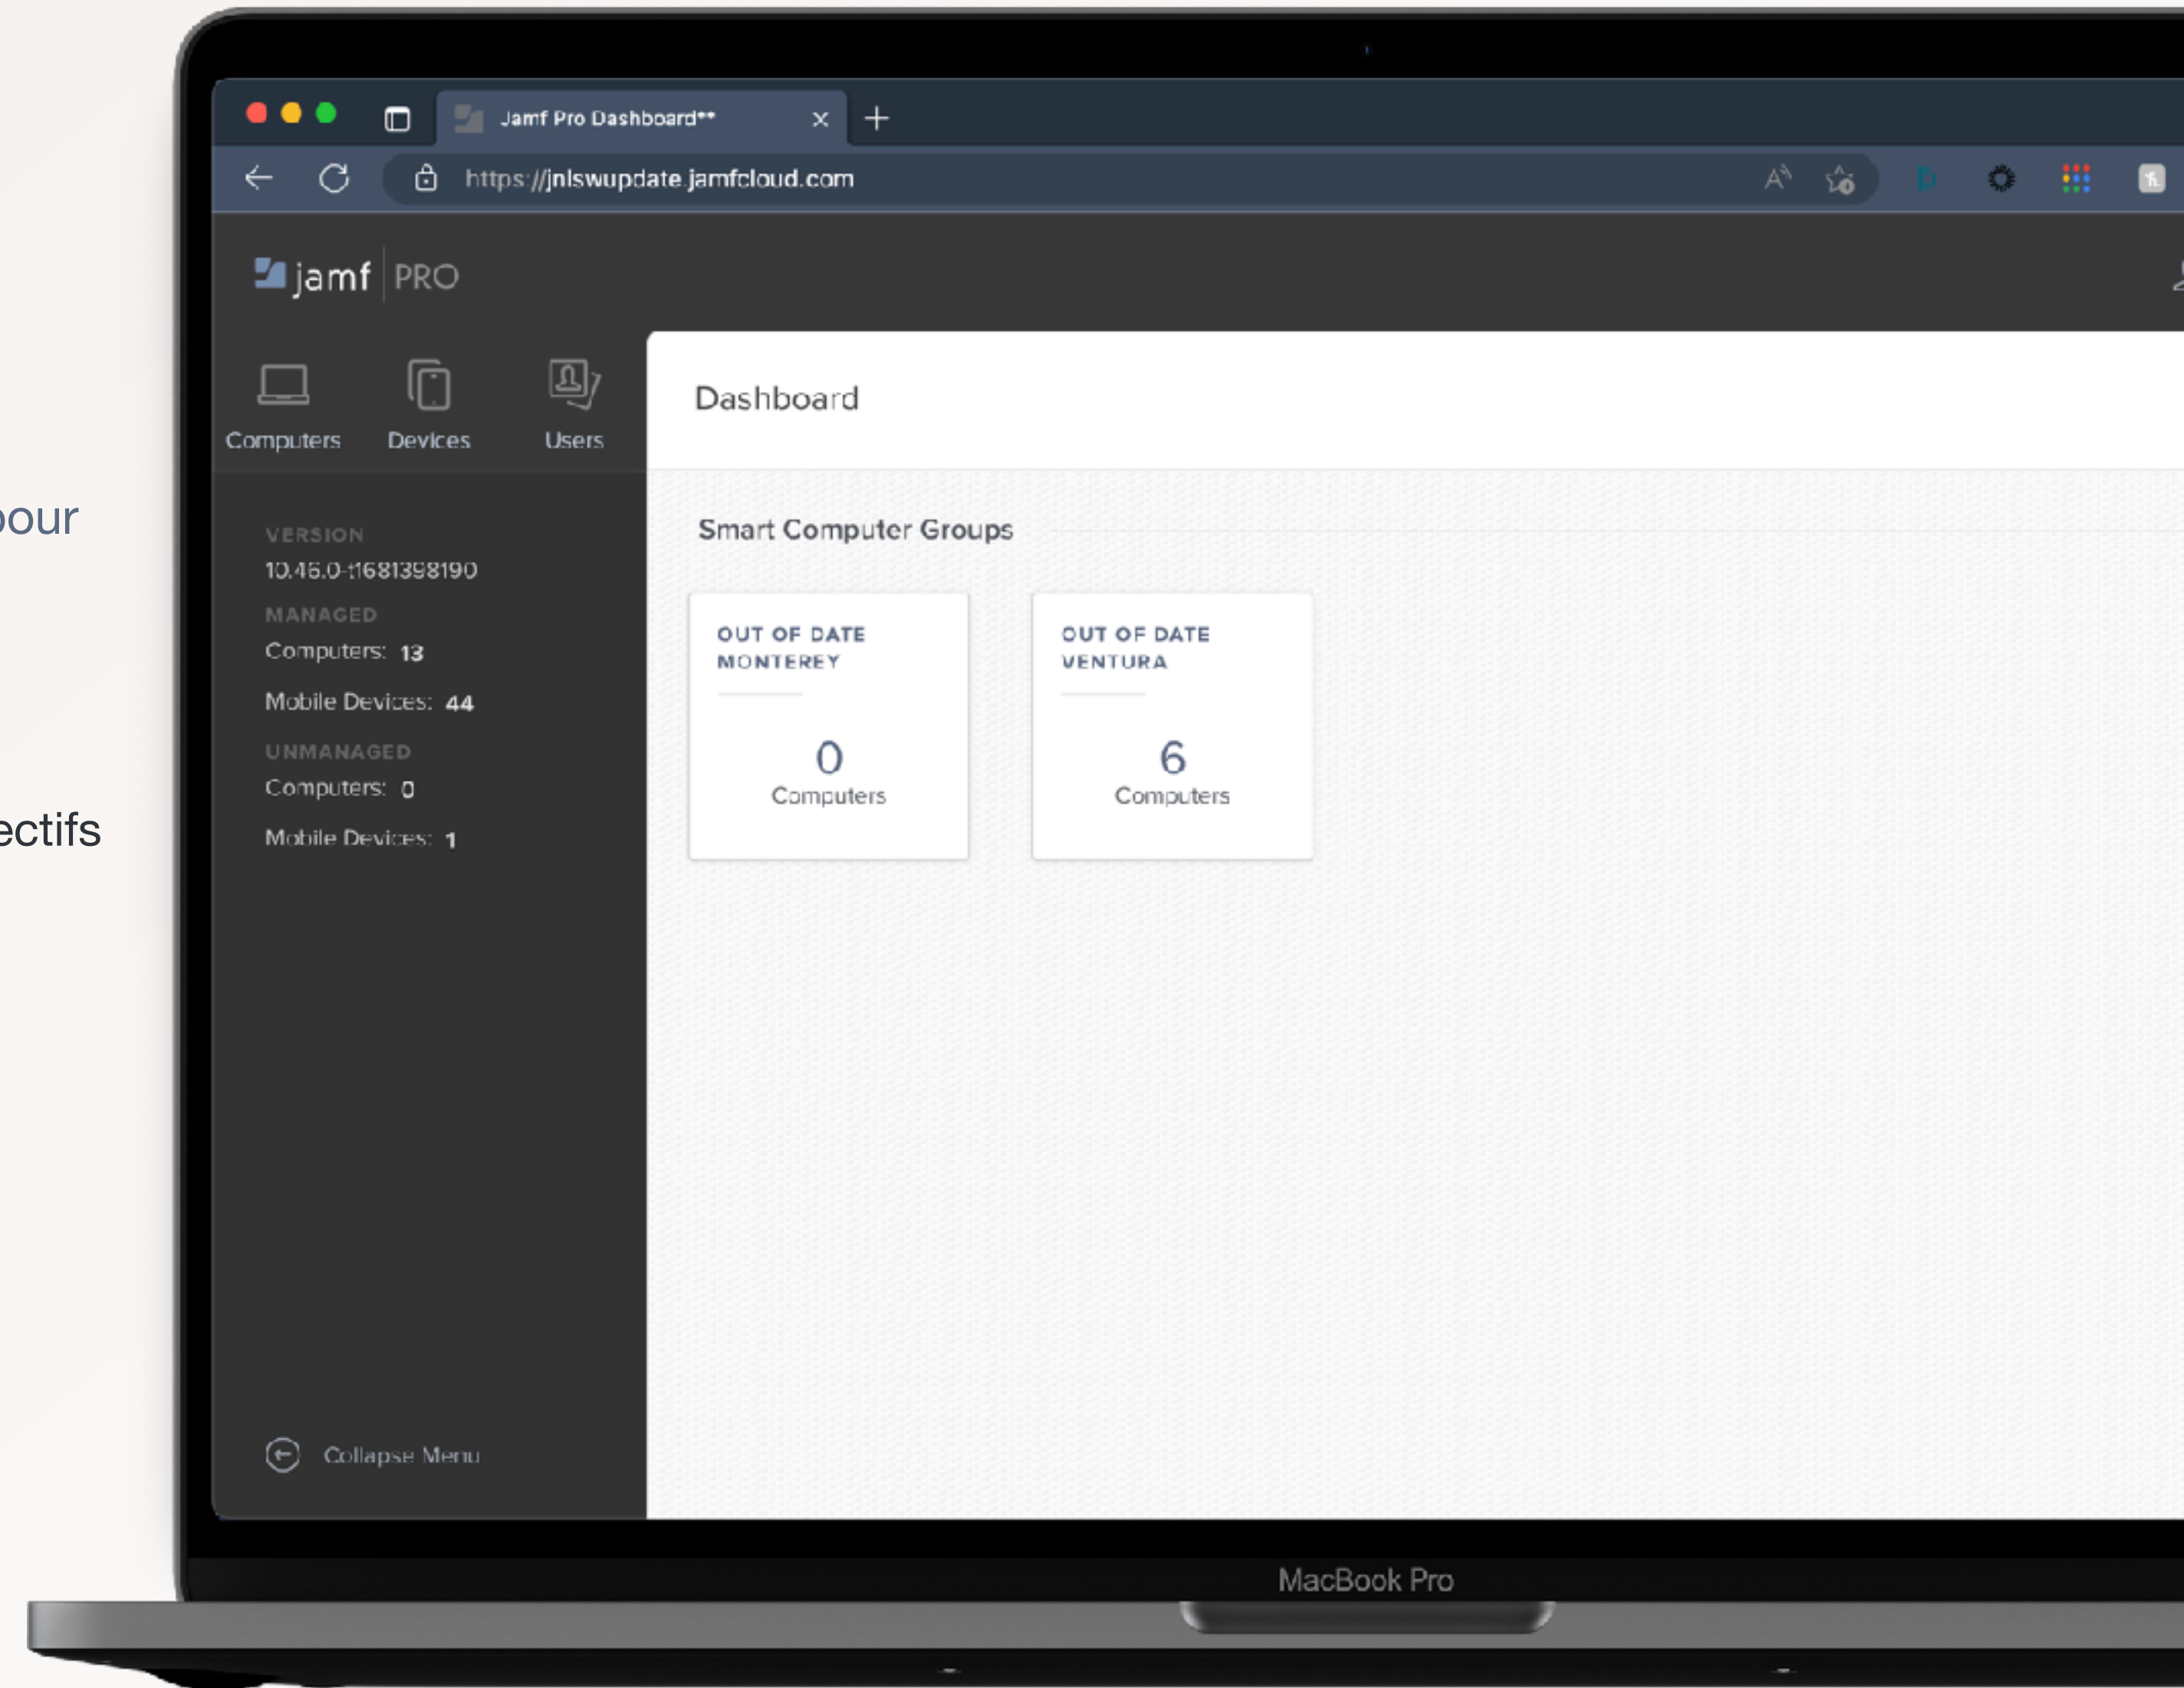 pour
ectifs
Jamf Pro Dashboard**
https://jnlswupdate.jamfcloud.com
jamf PRO
Computers Devices Users
Dashboard
VERSION
10.46.0-t1681398190
MANAGED
Computers: 13
Mobile Devices: 44
UNMANAGED
Computers: 0
Mobile Devices: 1
Collapse Menu
Smart Computer Groups
OUT OF DATE
MONTEREY
0
Computers
OUT OF DATE
VENTURA
6
Computers
MacBook Pro